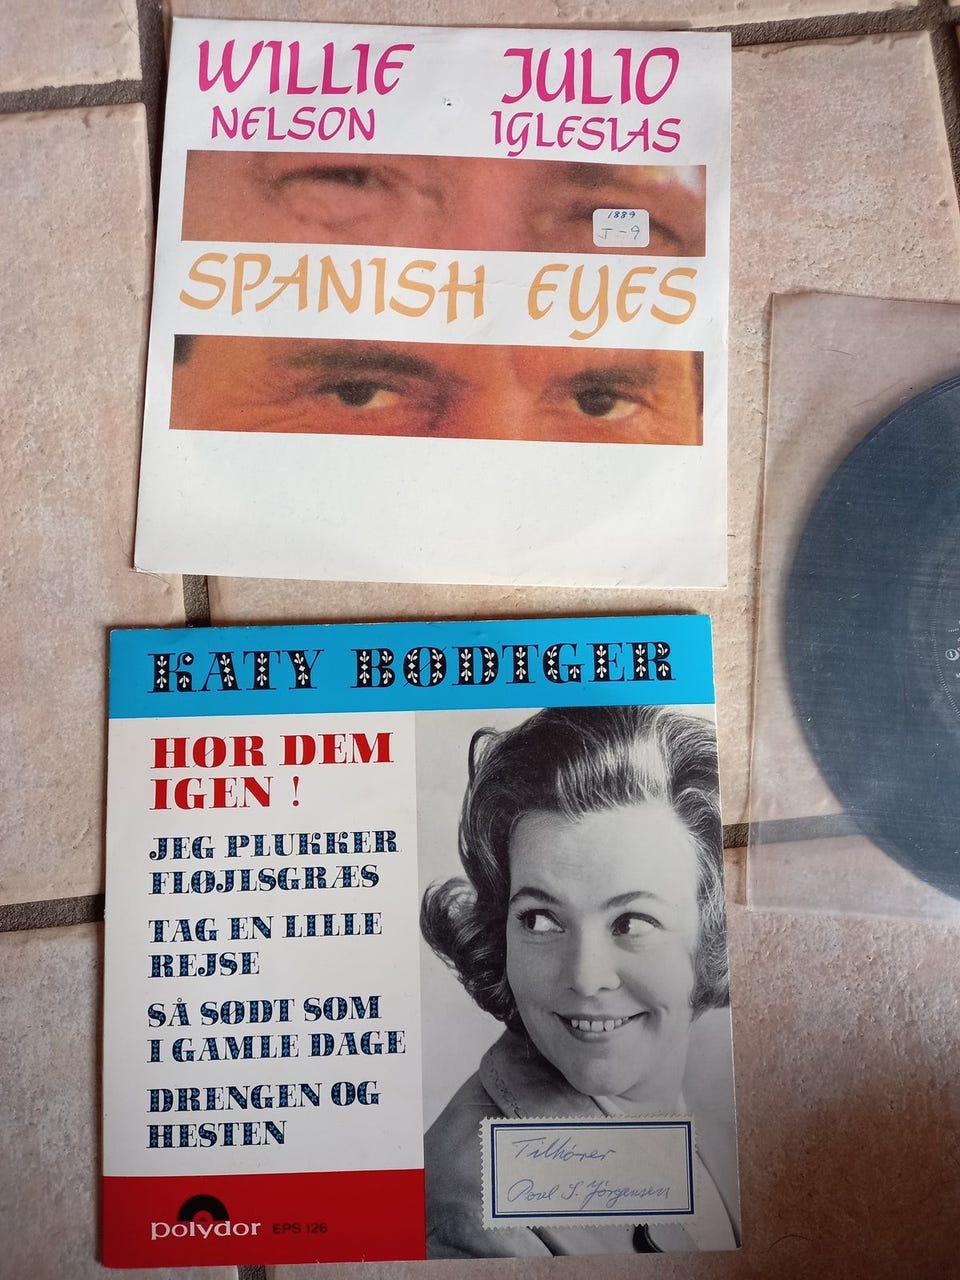 WILLIE JULIO
NELSON IGLESIAS
1889
J-9
SPANISH EYES
KATY BØDTGER
HØR DEM
IGEN !
JEG PLUKKER
FLØJLSGRÆS
TAG EN LILLE
REJSE
SÅ SØDT SOM
I GAMLE DAGE
DRENGEN OG
HESTEN
Tilhører
Poul S. Jörgensen
polydor EPS 126